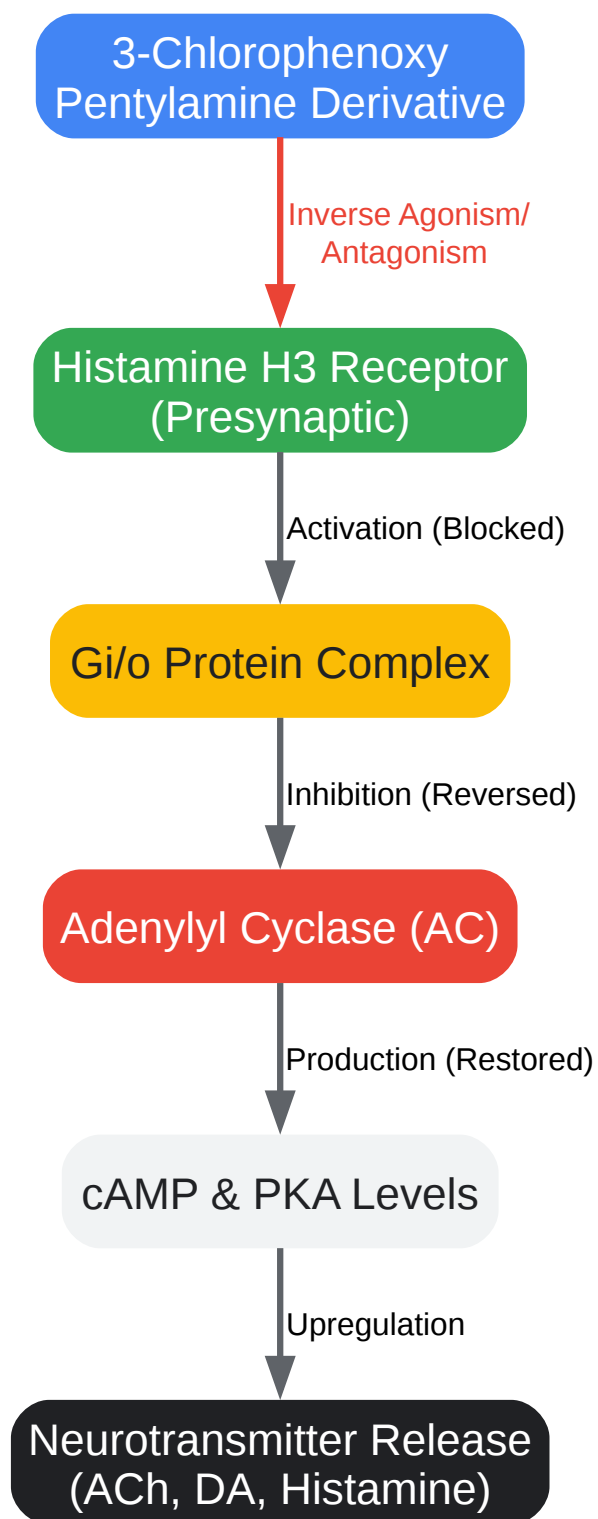 3-Chlorophenoxy
Pentylamine Derivative
Inverse Agonism/
Antagonism
Histamine H3 Receptor
(Presynaptic)
Activation (Blocked)
Gi/o Protein Complex
Inhibition (Reversed)
Adenylyl Cyclase (AC)
Production (Restored)
cAMP & PKA Levels
Upregulation
Neurotransmitter Release
(ACh, DA, Histamine)